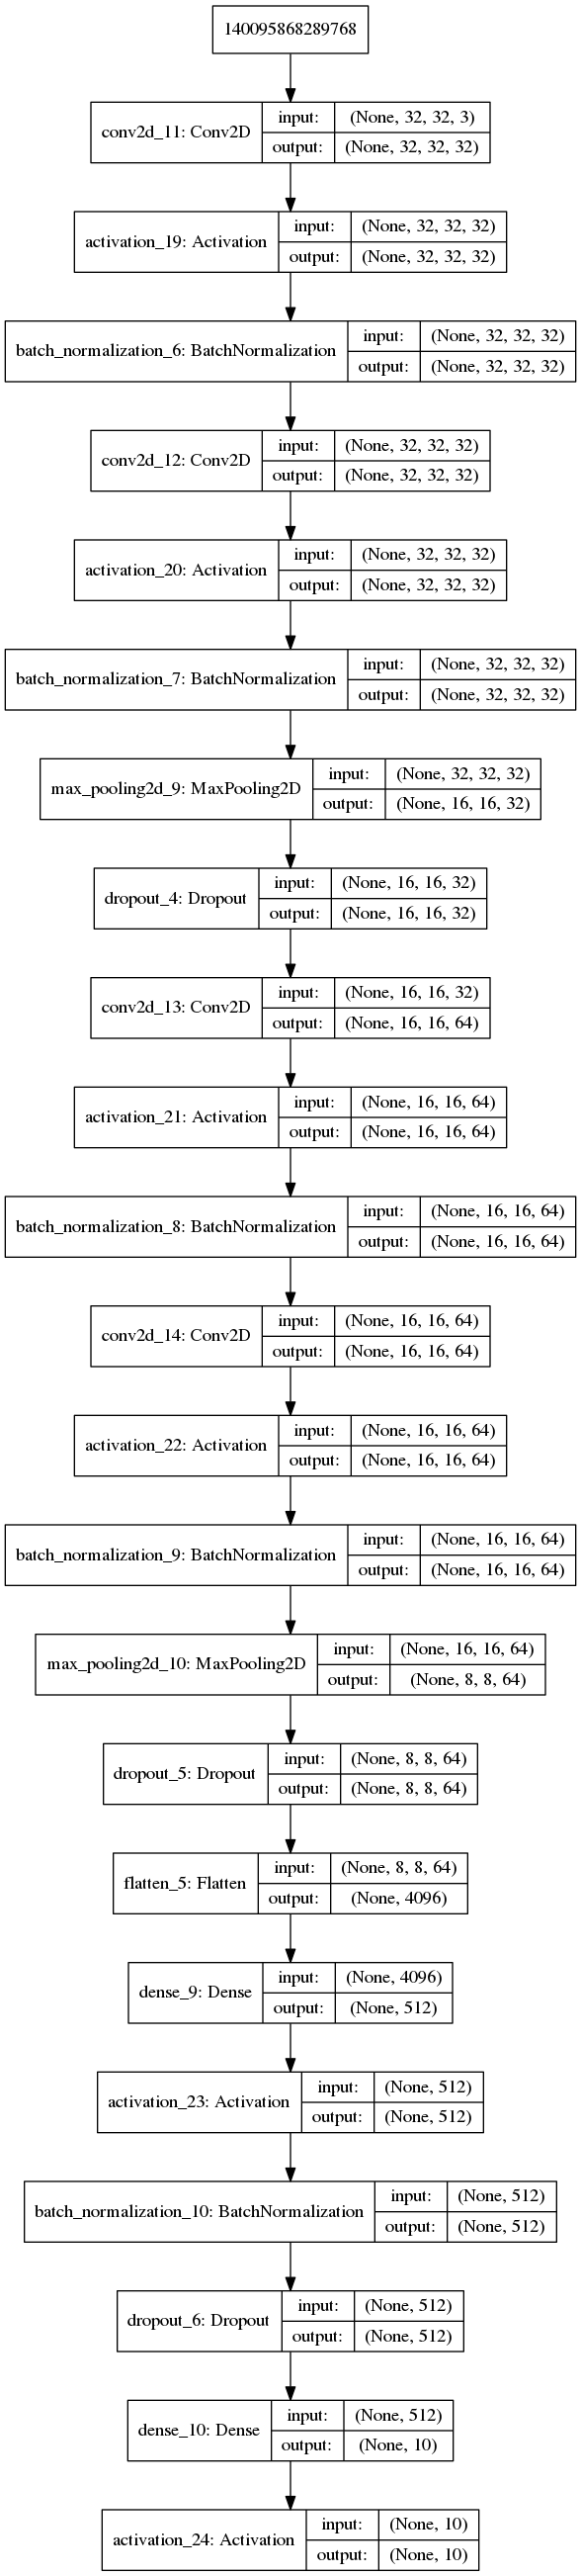 140095868289768
conv2d_11: Conv2D
input: (None, 32, 32, 3)
output: (None, 32, 32, 32)
activation_19: Activation
input: (None, 32, 32, 32)
output: (None, 32, 32, 32)
batch_normalization_6: BatchNormalization
input: (None, 32, 32, 32)
output: (None, 32, 32, 32)
conv2d_12: Conv2D
input: (None, 32, 32, 32)
output: (None, 32, 32, 32)
activation_20: Activation
input: (None, 32, 32, 32)
output: (None, 32, 32, 32)
batch_normalization_7: BatchNormalization
input: (None, 32, 32, 32)
output: (None, 32, 32, 32)
max_pooling2d_9: MaxPooling2D
input: (None, 32, 32, 32)
output: (None, 16, 16, 32)
dropout_4: Dropout
input: (None, 16, 16, 32)
output: (None, 16, 16, 32)
conv2d_13: Conv2D
input: (None, 16, 16, 32)
output: (None, 16, 16, 64)
activation_21: Activation
input: (None, 16, 16, 64)
output: (None, 16, 16, 64)
batch_normalization_8: BatchNormalization
input: (None, 16, 16, 64)
output: (None, 16, 16, 64)
conv2d_14: Conv2D
input: (None, 16, 16, 64)
output: (None, 16, 16, 64)
activation_22: Activation
input: (None, 16, 16, 64)
output: (None, 16, 16, 64)
batch_normalization_9: BatchNormalization
input: (None, 16, 16, 64)
output: (None, 16, 16, 64)
max_pooling2d_10: MaxPooling2D
input: (None, 16, 16, 64)
output: (None, 8, 8, 64)
dropout_5: Dropout
input: (None, 8, 8, 64)
output: (None, 8, 8, 64)
flatten_5: Flatten
input: (None, 8, 8, 64)
output: (None, 4096)
dense_9: Dense
input: (None, 4096)
output: (None, 512)
activation_23: Activation
input: (None, 512)
output: (None, 512)
batch_normalization_10: BatchNormalization
input: (None, 512)
output: (None, 512)
dropout_6: Dropout
input: (None, 512)
output: (None, 512)
dense_10: Dense
input: (None, 512)
output: (None, 10)
activation_24: Activation
input: (None, 10)
output: (None, 10)